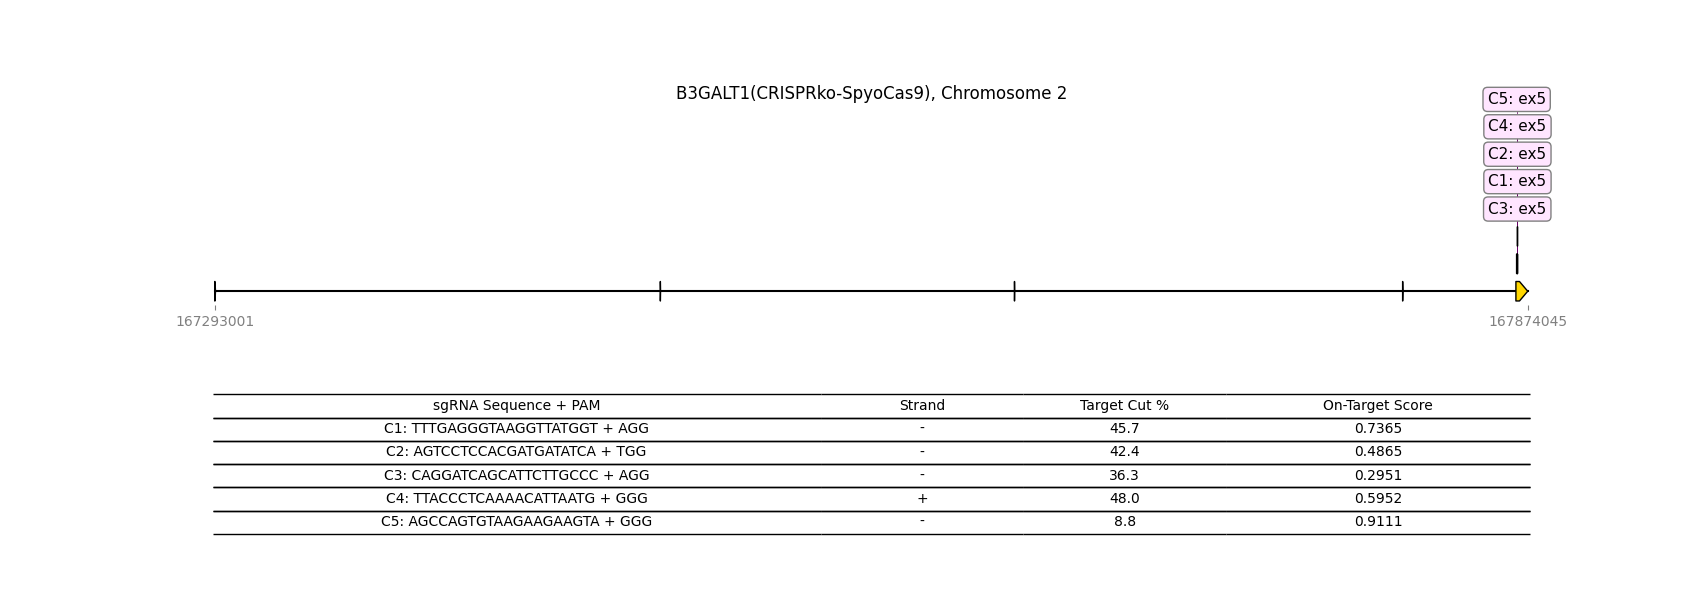 B3GALT1(CRISPRko-SpyoCas9), Chromosome 2
C5: ex5
C4: ex5
C2: ex5
C1: ex5
C3: ex5
167293001 167874045
sgRNA Sequence + PAM Strand Target Cut % On-Target Score
C1: TTTGAGGGTAAGGTTATGGT + AGG - 45.7 0.7365
C2: AGTCCTCCACGATGATATCA + TGG - 42.4 0.4865
C3: CAGGATCAGCATTCTTGCCC + AGG - 36.3 0.2951
C4: TTACCCTCAAAACATTAATG + GGG + 48.0 0.5952
C5: AGCCAGTGTAAGAAGAAGTA + GGG - 8.8 0.9111